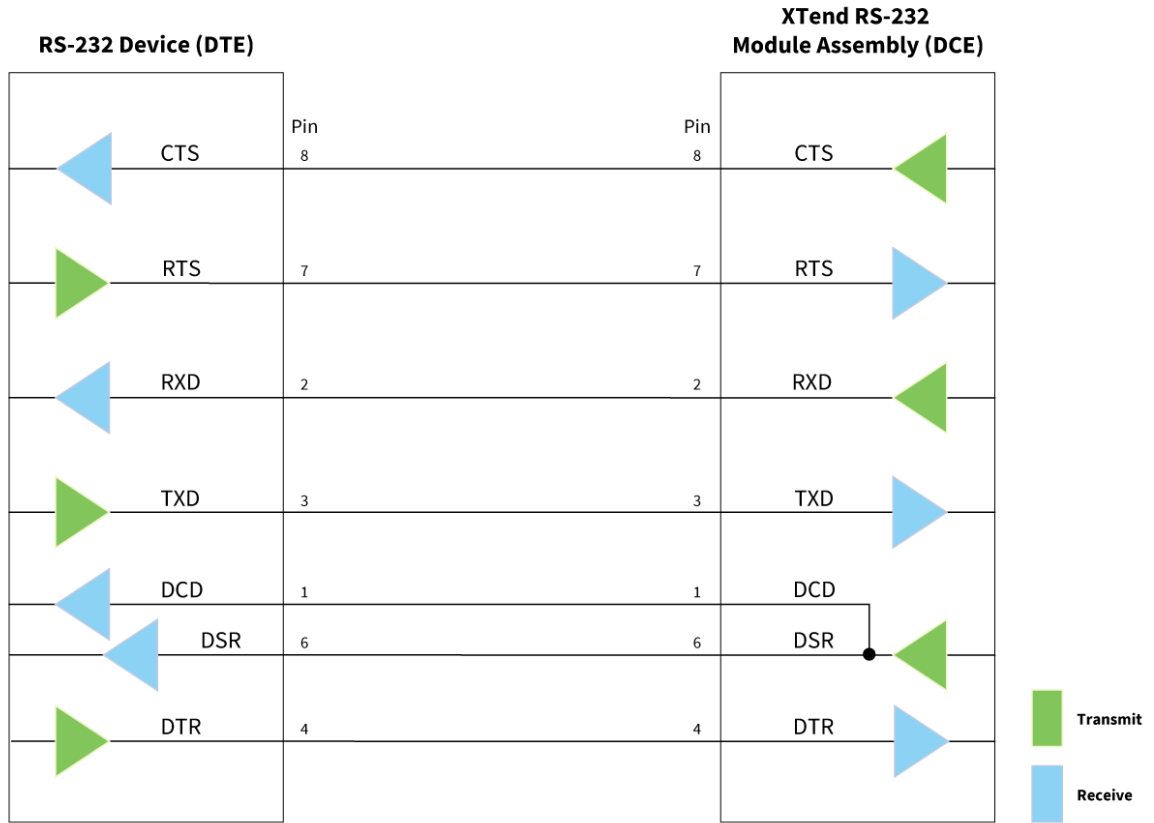 XTend RS-232
RS-232 Device (DTE)
Module Assembly (DCE)
Pin
Pin
CTS
8
8
CTS
RTS
7
7
RTS
RXD
2
2
RXD
TXD
3
3
TXD
DCD
1
1
DCD
DSR
6
6
DSR
DTR
4
4
DTR
Transmit
Receive